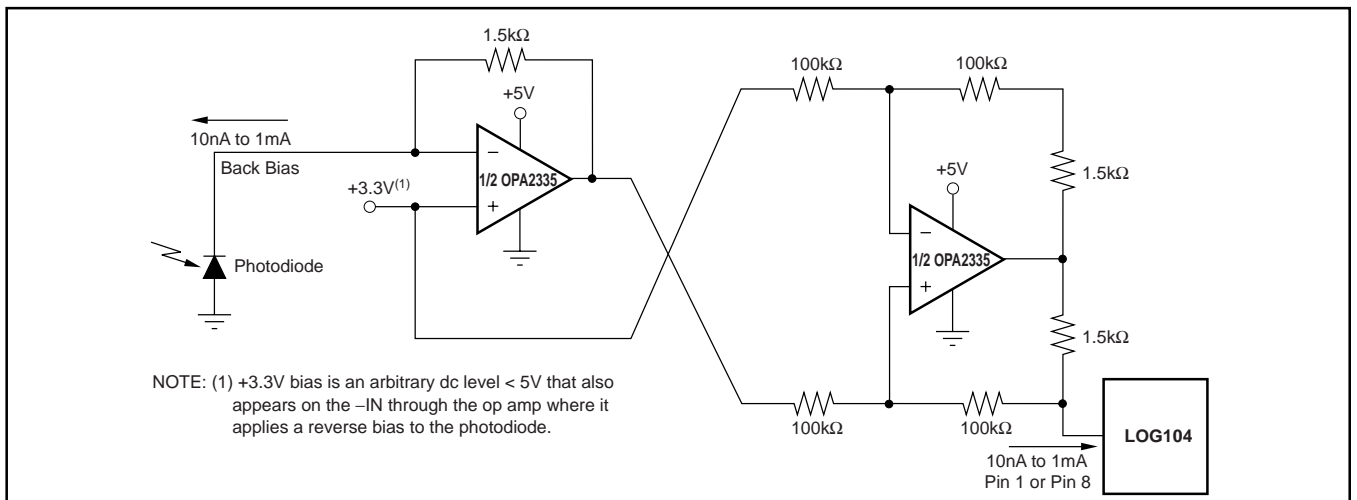 1.5kΩ
100kΩ
100kΩ
+5V
10nA to 1mA
Back Bias
−
1/2 OPA2335
+
+3.3V(1)
+5V
1.5kΩ
−
1/2 OPA2335
+
Photodiode
1.5kΩ
NOTE: (1) +3.3V bias is an arbitrary dc level < 5V that also
appears on the –IN through the op amp where it
applies a reverse bias to the photodiode.
100kΩ
100kΩ
LOG104
10nA to 1mA
Pin 1 or Pin 8